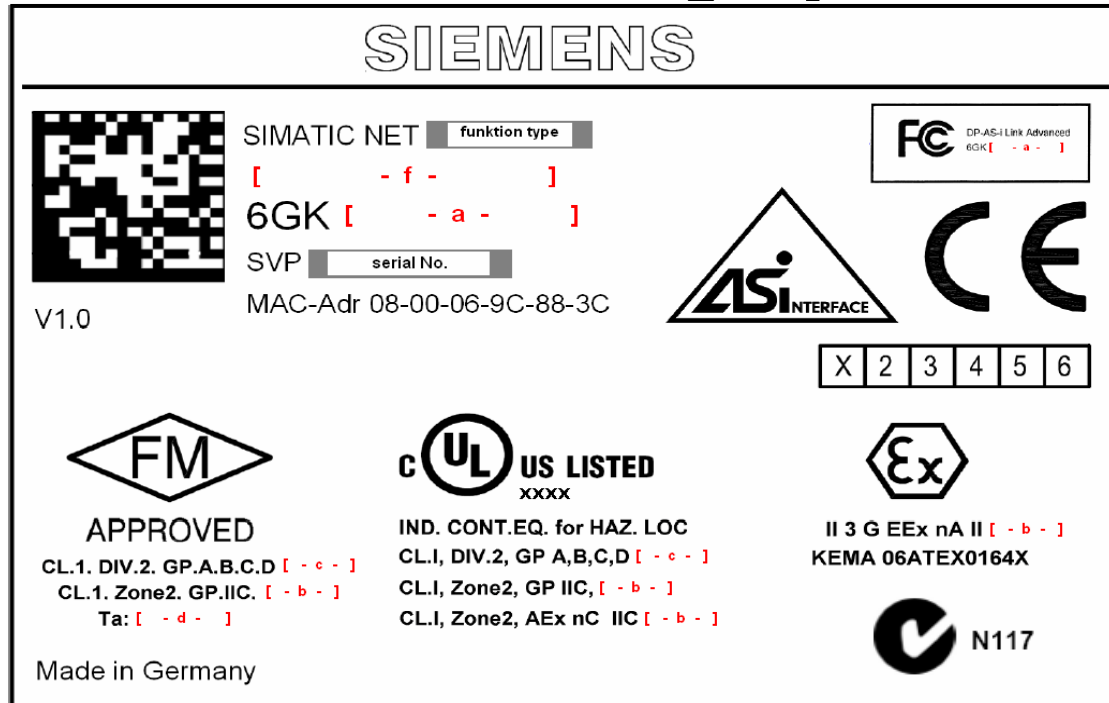 SIEMENS
SIMATIC NET funktion type
[ - f - ]
6GK [ - a - ]
SVP serial No.
MAC-Adr 08-00-06-9C-88-3C
V1.0
FC DP-AS-i Link Advanced
6GK [ - a - ]
ASi INTERFACE
CE
X 2 3 4 5 6
FM
APPROVED
CL.1. DIV.2. GP.A.B.C.D [ - c - ]
CL.1. Zone2. GP.IIC. [ - b - ]
Ta: [ - d - ]
C UL US LISTED
XXXX
IND. CONT.EQ. for HAZ. LOC
CL.I, DIV.2, GP A,B,C,D [ - c - ]
CL.I, Zone2, GP IIC, [ - b - ]
CL.I, Zone2, AEx nC IIC [ - b - ]
Ex
II 3 G EEx nA II [ - b - ]
KEMA 06ATEX0164X
N117
Made in Germany